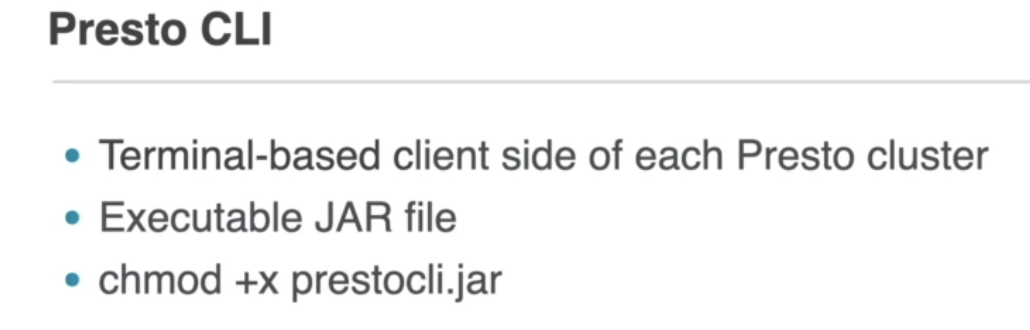 Presto CLI
• Terminal-based client side of each Presto cluster
• Executable JAR file
• chmod +x prestocli.jar